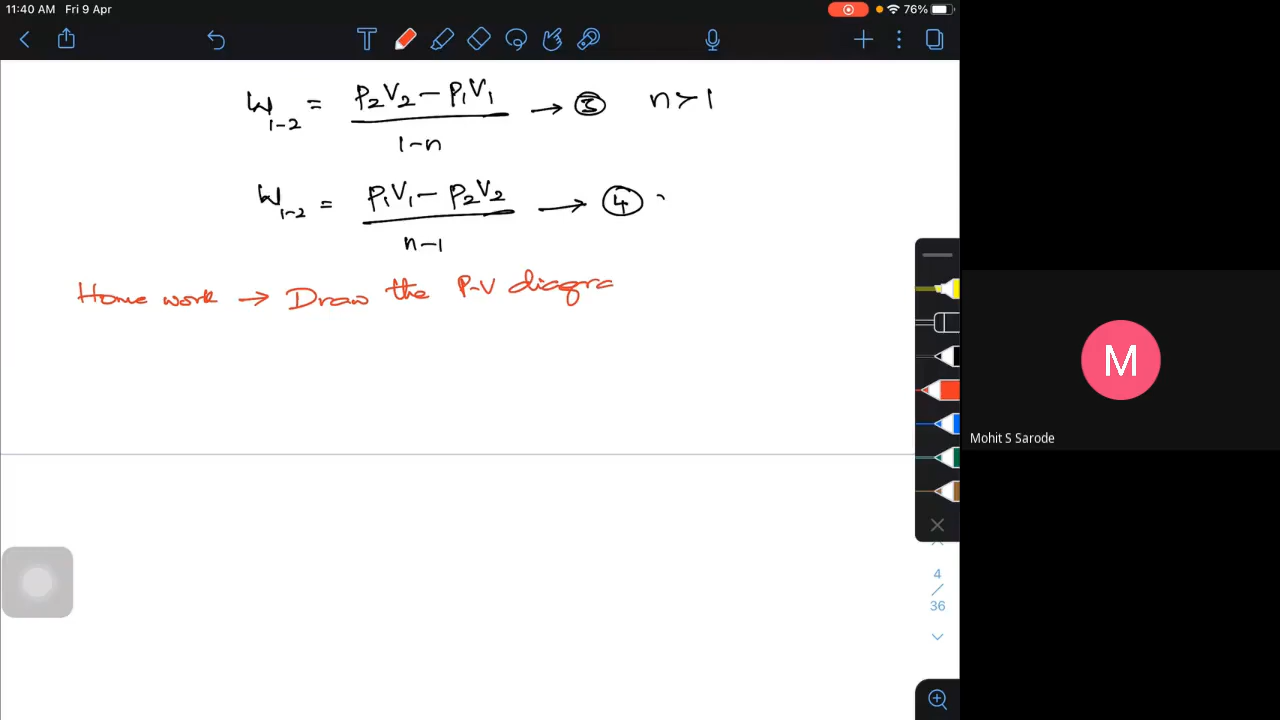 11:40 AM Fri 9 Apr 76%
W1-2 = P2V2 - P1V1 / 1-n → ③ n > 1
W1-2 = P1V1 - P2V2 / n-1 → ④
Home work → Draw the P-V diagra
Mohit S Sarode
M
T
4
/
36